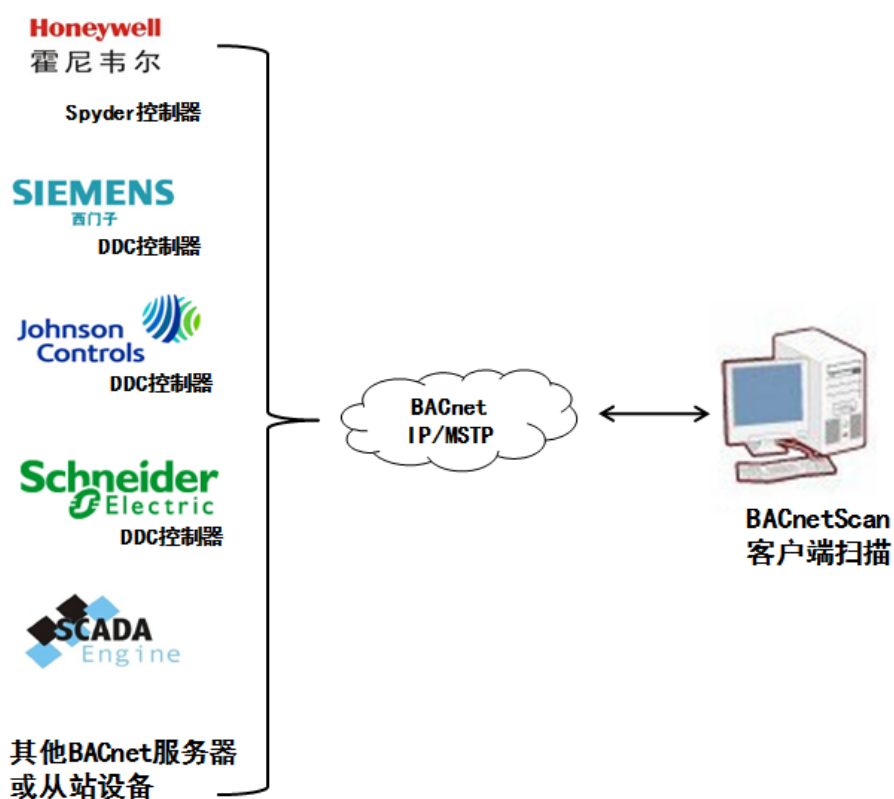 Honeywell
霍尼韦尔
Spyder控制器
SIEMENS
西门子
DDC控制器
Johnson
Controls
DDC控制器
Schneider
Electric
DDC控制器
SCADA
Engine
其他BACnet服务器
或从站设备
BACnet
IP/MSTP
BACnetScan
客户端扫描